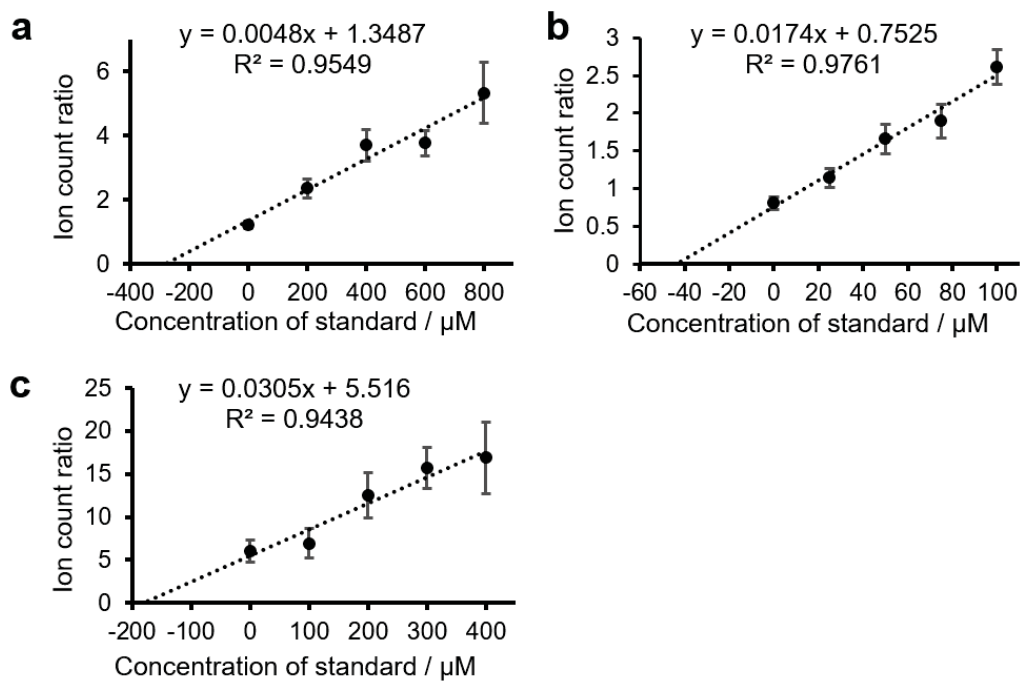 a
y = 0.0048x + 1.3487
R² = 0.9549
Ion count ratio
6
4
2
0
-400 -200 0 200 400 600 800
Concentration of standard / µM
b
y = 0.0174x + 0.7525
R² = 0.9761
Ion count ratio
3
2.5
2
1.5
1
0.5
0
-60 -40 -20 0 20 40 60 80 100
Concentration of standard / µM
c
y = 0.0305x + 5.516
R² = 0.9438
Ion count ratio
25
20
15
10
5
0
-200 -100 0 100 200 300 400
Concentration of standard / µM